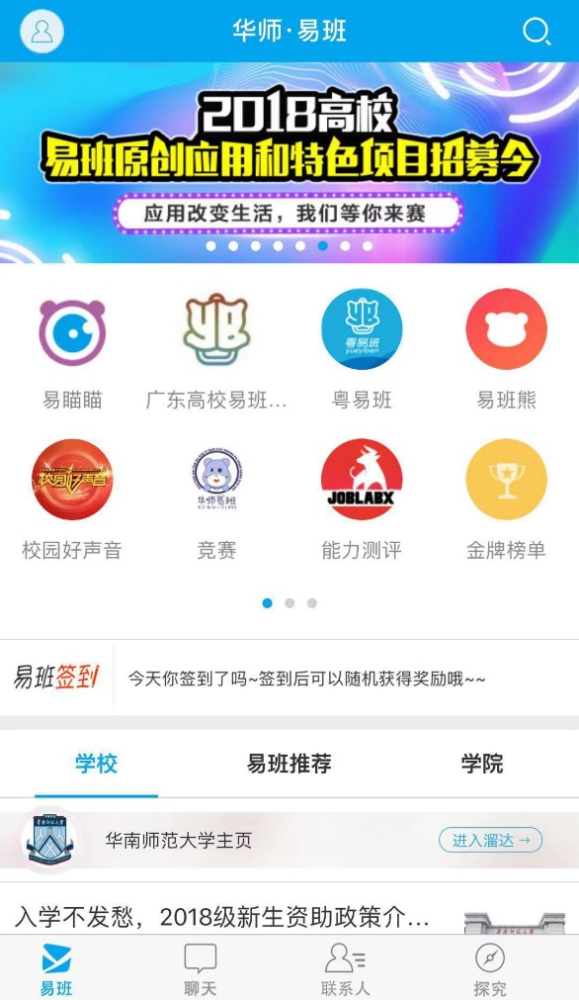 华师·易班
2018高校
易班原创应用和特色项目招募令
应用改变生活，我们等你来赛
易瞄瞄
广东高校易班...
粤易班
yueyiban
粤易班
易班熊
校园好声音
华师易班
JOBLABX
校园好声音
竞赛
能力测评
金牌榜单
易班签到
今天你签到了吗~签到后可以随机获得奖励哦~~
学校
易班推荐
学院
华南师范大学主页
进入溜达→
入学不发愁，2018级新生资助政策介...
易班
聊天
联系人
探究